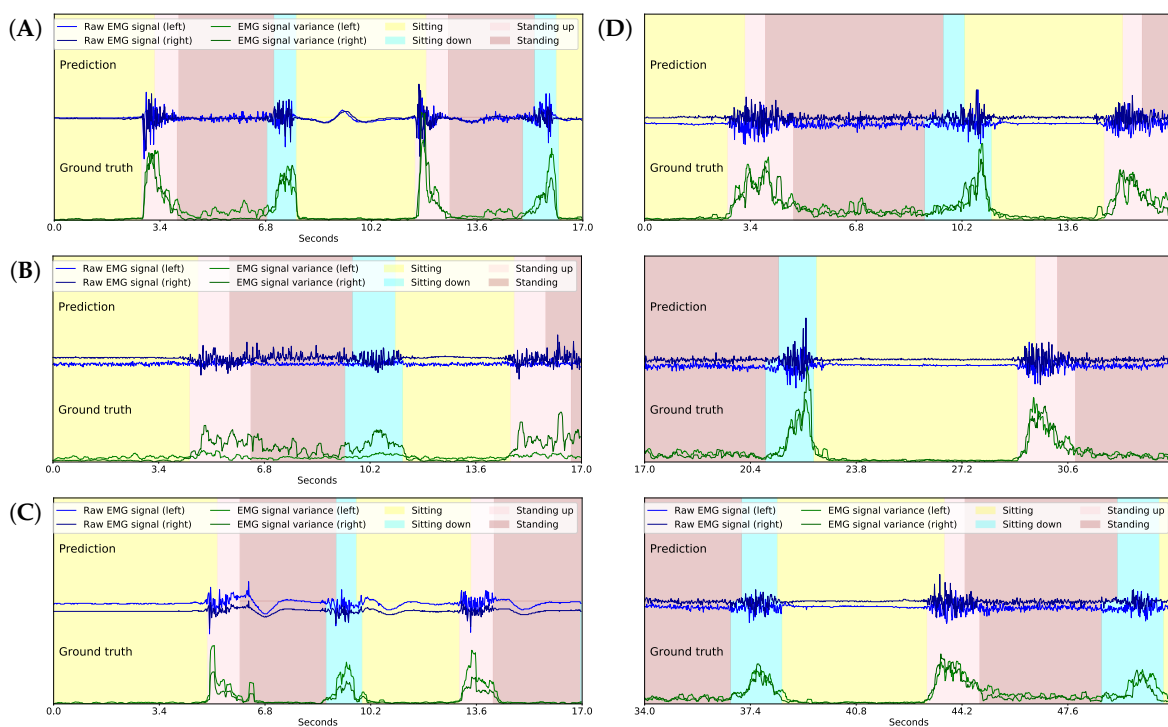 (A)
Raw EMG signal (left) EMG signal variance (left) Sitting Standing up
Raw EMG signal (right) EMG signal variance (right) Sitting down Standing
Prediction
Ground truth
0.0 3.4 6.8 10.2 13.6 17.0
Seconds
(B)
Raw EMG signal (left) EMG signal variance (left) Sitting Standing up
Raw EMG signal (right) EMG signal variance (right) Sitting down Standing
Prediction
Ground truth
0.0 3.4 6.8 10.2 13.6 17.0
Seconds
(C)
Raw EMG signal (left) EMG signal variance (left) Sitting Standing up
Raw EMG signal (right) EMG signal variance (right) Sitting down Standing
Prediction
Ground truth
0.0 3.4 6.8 10.2 13.6 17.0
Seconds
(D)
Prediction
Ground truth
0.0 3.4 6.8 10.2 13.6
Prediction
Ground truth
17.0 20.4 23.8 27.2 30.6
Raw EMG signal (left) EMG signal variance (left) Sitting Standing up
Raw EMG signal (right) EMG signal variance (right) Sitting down Standing
Prediction
Ground truth
34.0 37.4 40.8 44.2 47.6
Seconds